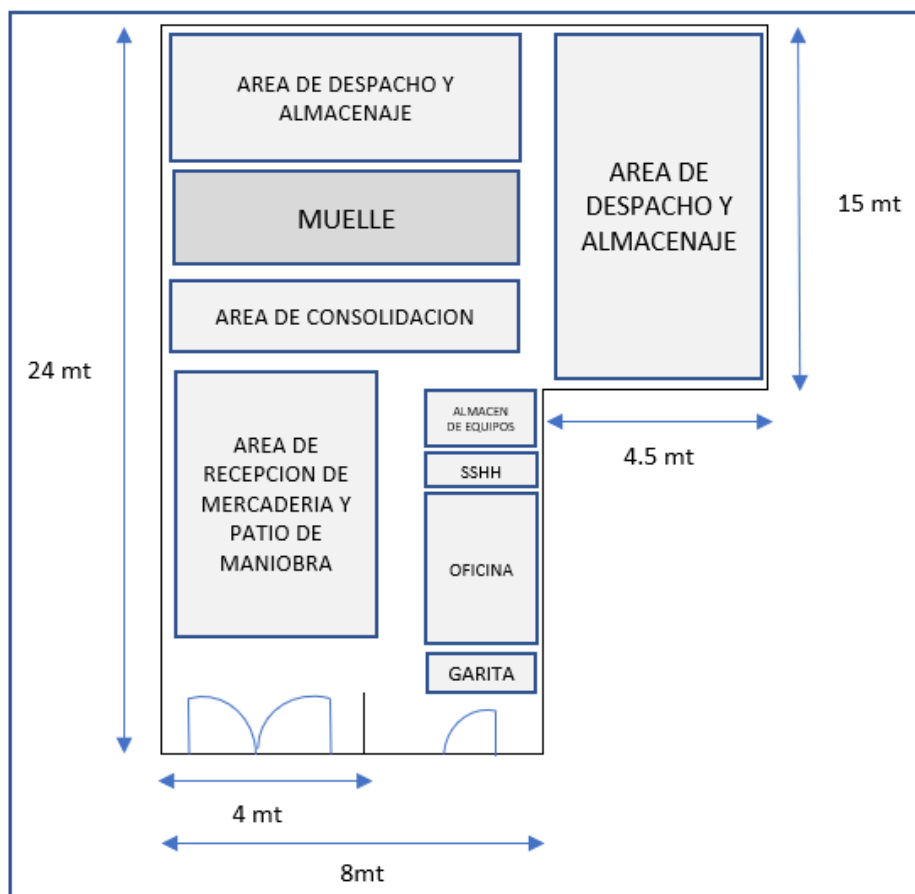 AREA DE DESPACHO Y
ALMACENAJE
MUELLE
AREA DE CONSOLIDACION
AREA DE
DESPACHO Y
ALMACENAJE
15 mt
24 mt
AREA DE
RECEPCION DE
MERCADERIA Y
PATIO DE
MANIOBRA
ALMACEN
DE EQUIPOS
SSHH
OFICINA
GARITA
4.5 mt
4 mt
8mt